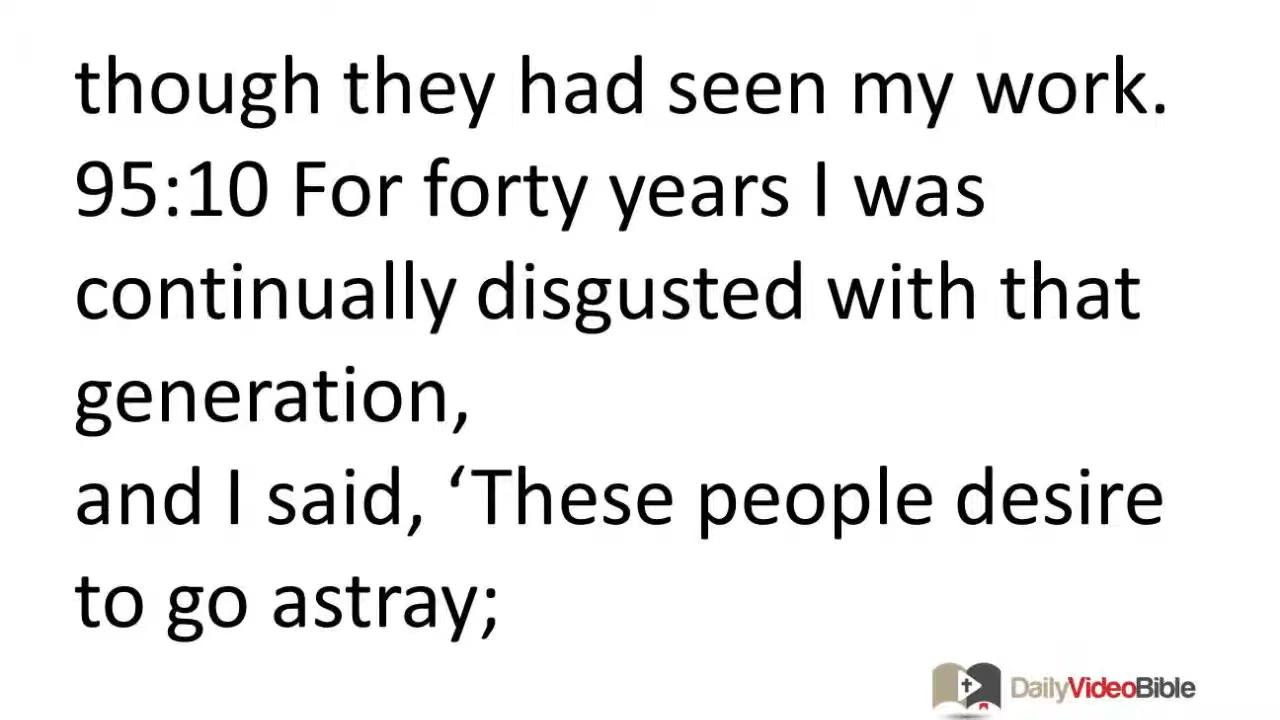 though they had seen my work.
95:10 For forty years I was
continually disgusted with that
generation,
and I said, ‘These people desire
to go astray;
DailyVideoBible